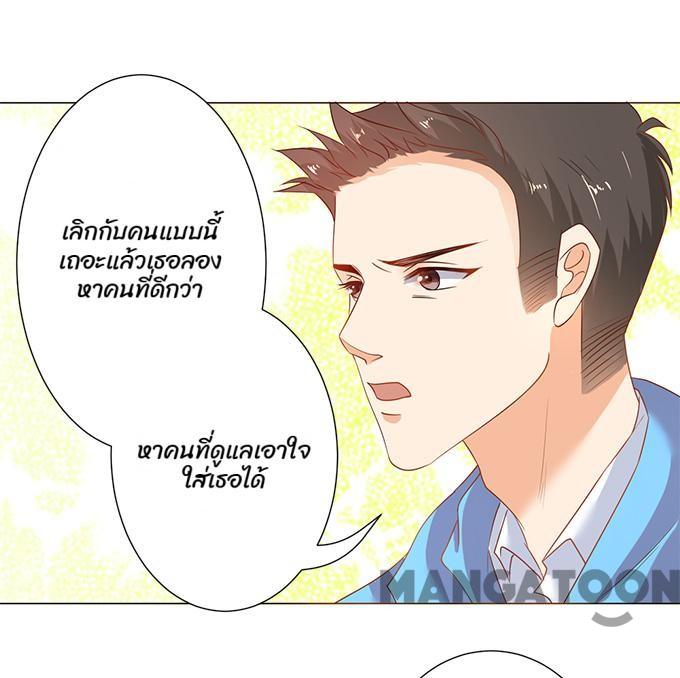 เลิกกับคนแบบนี้
เถอะแล้วเธอลอง
หาคนที่ดีกว่า
หาคนที่ดูแลเอาใจ
ใส่เธอได้
MANGATOON